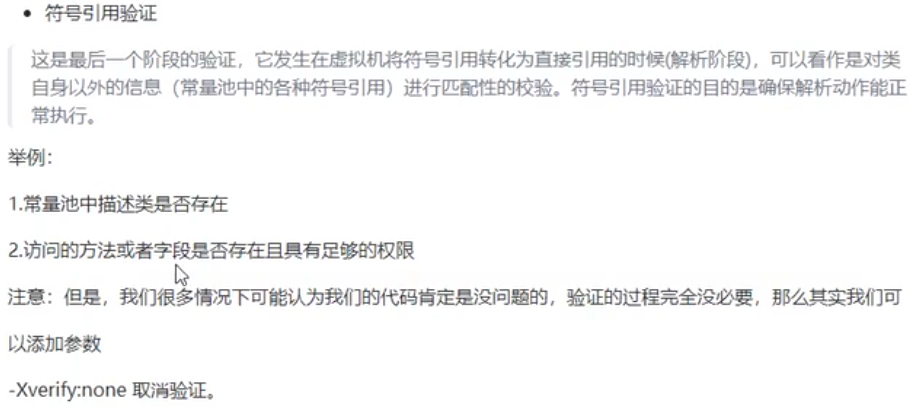 • 符号引用验证
这是最后一个阶段的验证，它发生在虚拟机将符号引用转化为直接引用的时候(解析阶段)，可以看作是对类
自身以外的信息（常量池中的各种符号引用）进行匹配性的校验。符号引用验证的目的是确保解析动作能正
常执行。
举例：
1.常量池中描述类是否存在
2.访问的方法或者字段是否存在且具有足够的权限
注意：但是，我们很多情况下可能认为我们的代码肯定是没问题的，验证的过程完全没必要，那么其实我们可
以添加参数
-Xverify:none 取消验证。